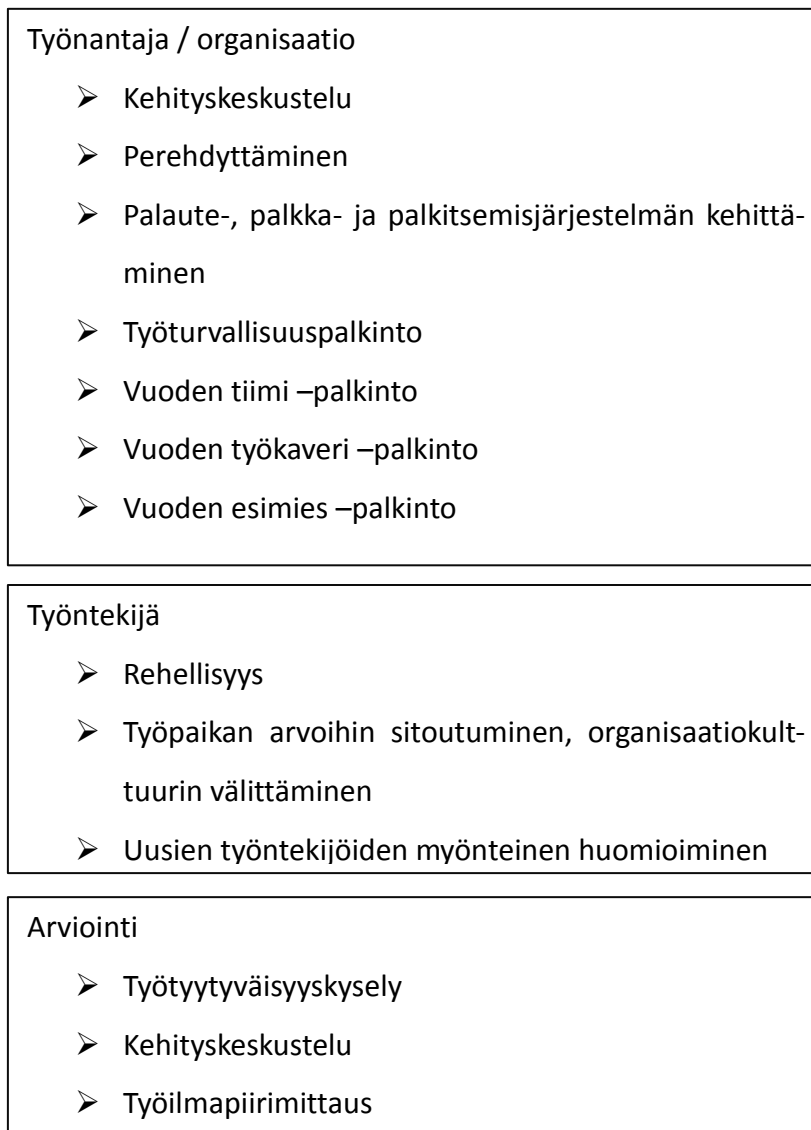 Työnantaja / organisaatio
➢ Kehityskeskustelu
➢ Perehdyttäminen
➢ Palaute-, palkka- ja palkitsemisjärjestelmän kehittä-
minen
➢ Työturvallisuuspalkinto
➢ Vuoden tiimi –palkinto
➢ Vuoden työkaveri –palkinto
➢ Vuoden esimies –palkinto
Työntekijä
➢ Rehellisyys
➢ Työpaikan arvoihin sitoutuminen, organisaatiokult-
tuurin välittäminen
➢ Uusien työntekijöiden myönteinen huomioiminen
Arviointi
➢ Työtyytyväisyyskysely
➢ Kehityskeskustelu
➢ Työilmapiirimittaus